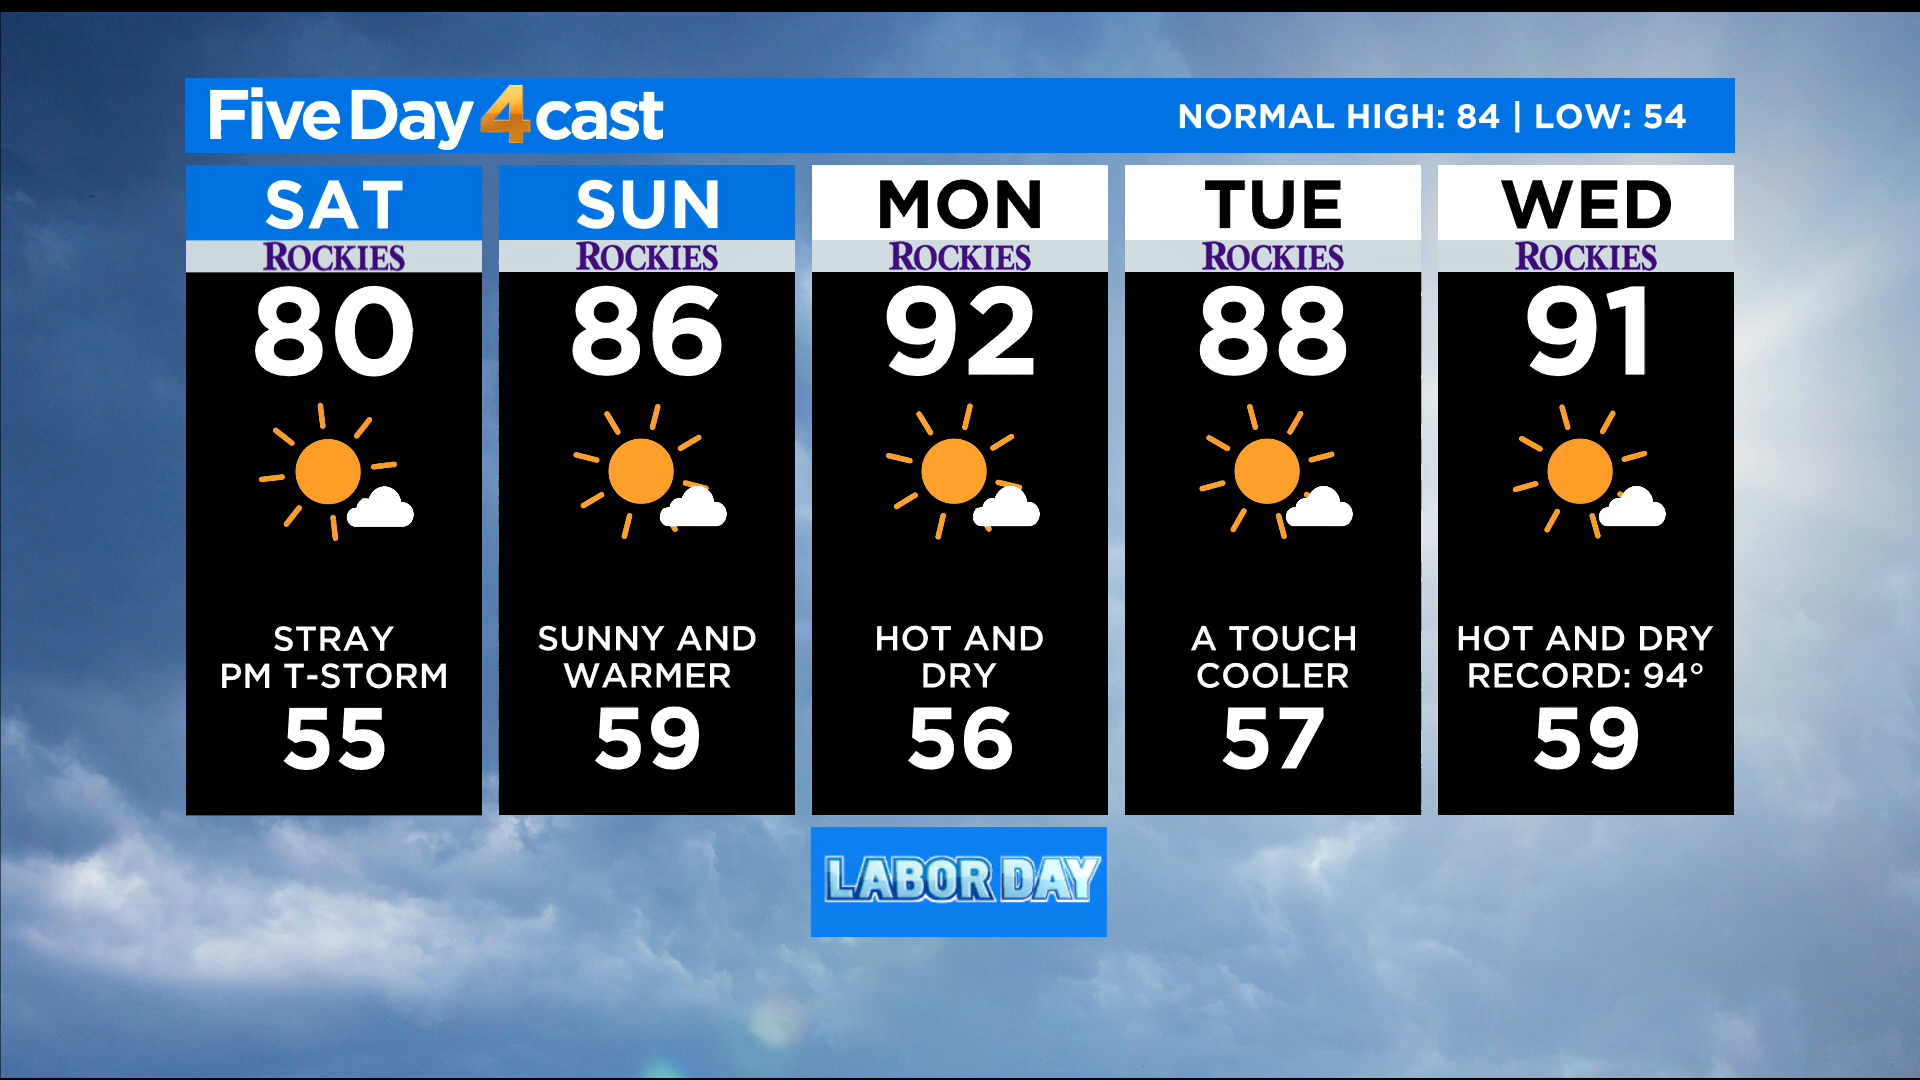 Five Day 4cast
NORMAL HIGH: 84 | LOW: 54
SAT
ROCKIES
80
STRAY
PM T-STORM
55
SUN
ROCKIES
86
SUNNY AND
WARMER
59
MON
ROCKIES
92
HOT AND
DRY
56
LABOR DAY
TUE
ROCKIES
88
A TOUCH
COOLER
57
WED
ROCKIES
91
HOT AND DRY
RECORD: 94°
59